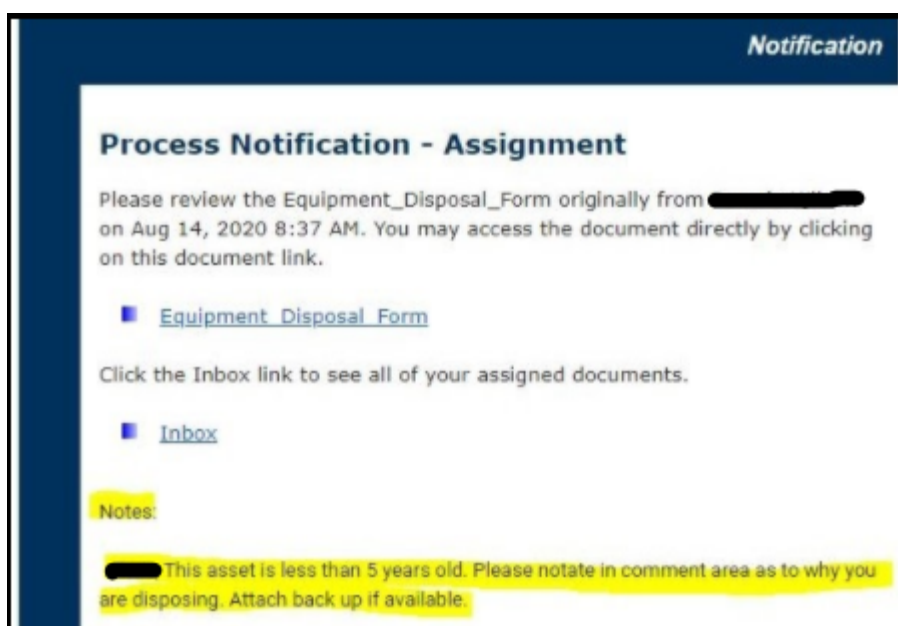 Notification
Process Notification - Assignment
Please review the Equipment_Disposal_Form originally from
on Aug 14, 2020 8:37 AM. You may access the document directly by clicking
on this document link.
Equipment_Disposal_Form
Click the Inbox link to see all of your assigned documents.
Inbox
Notes:
This asset is less than 5 years old. Please notate in comment area as to why you
are disposing. Attach back up if available.